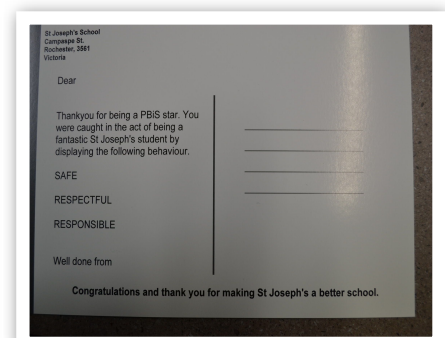 St Joseph's School
Campaspe St.
Rochester, 3561
Victoria
Dear
Thankyou for being a PBiS star. You
were caught in the act of being a
fantastic St Joseph's student by
displaying the following behaviour.
SAFE
RESPECTFUL
RESPONSIBLE
Well done from
Congratulations and thank you for making St Joseph's a better school.